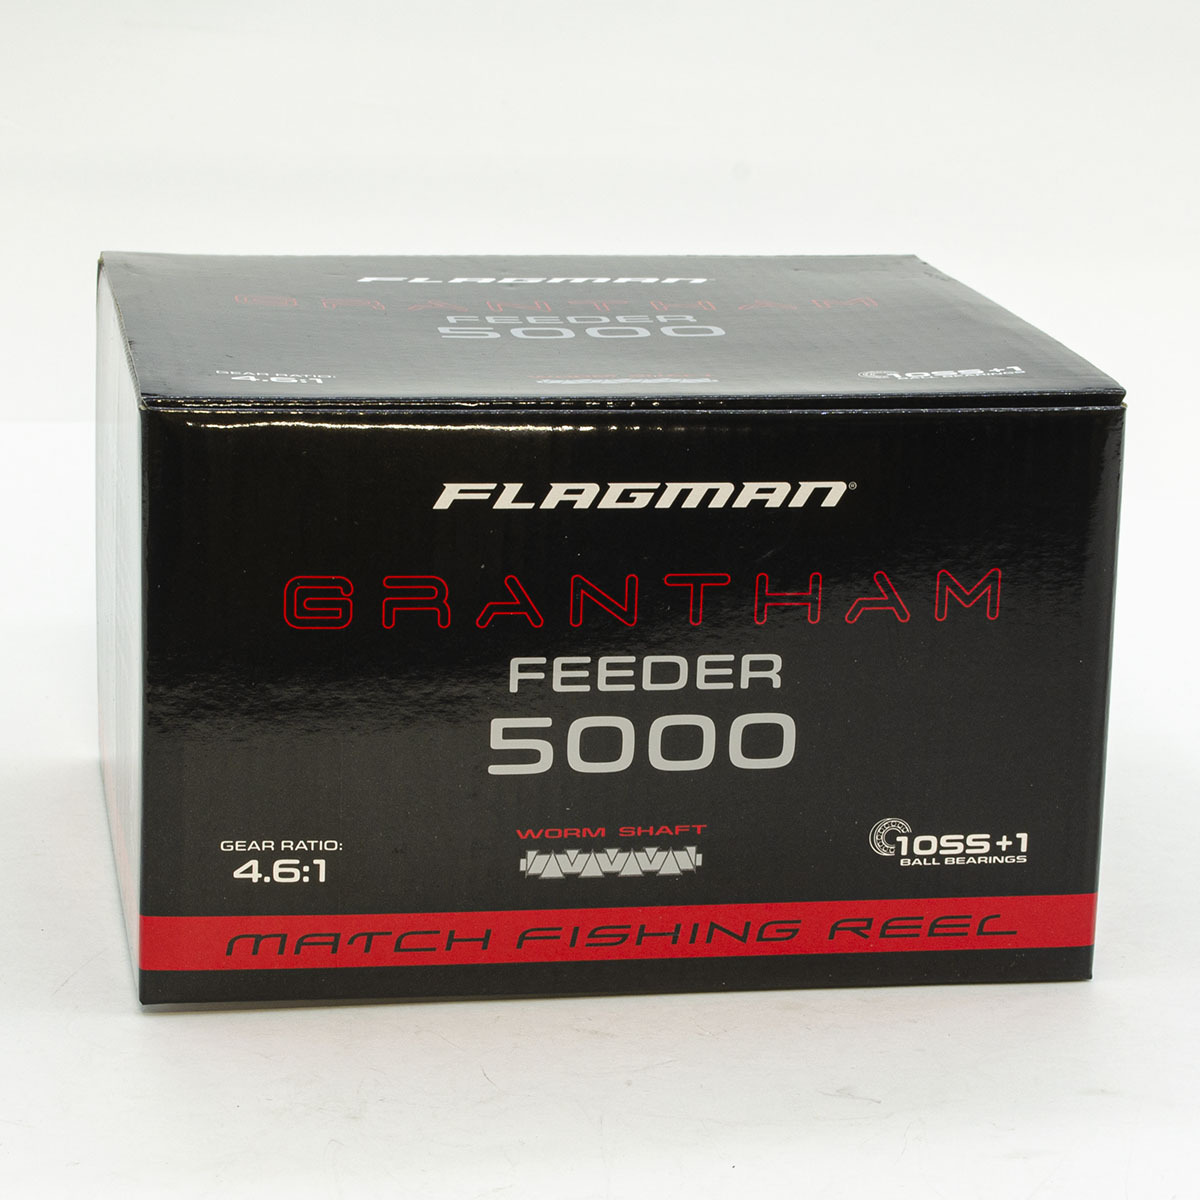 FLAGMAN
GRANTHAM
FEEDER
5000
GEAR RATIO:
4.6:1
10SS+1
BALL BEARINGS
FLAGMAN®
GRANTHAM
FEEDER
5000
WORM SHAFT
GEAR RATIO:
4.6:1
10SS+1
BALL BEARINGS
MATCH FISHING REEL